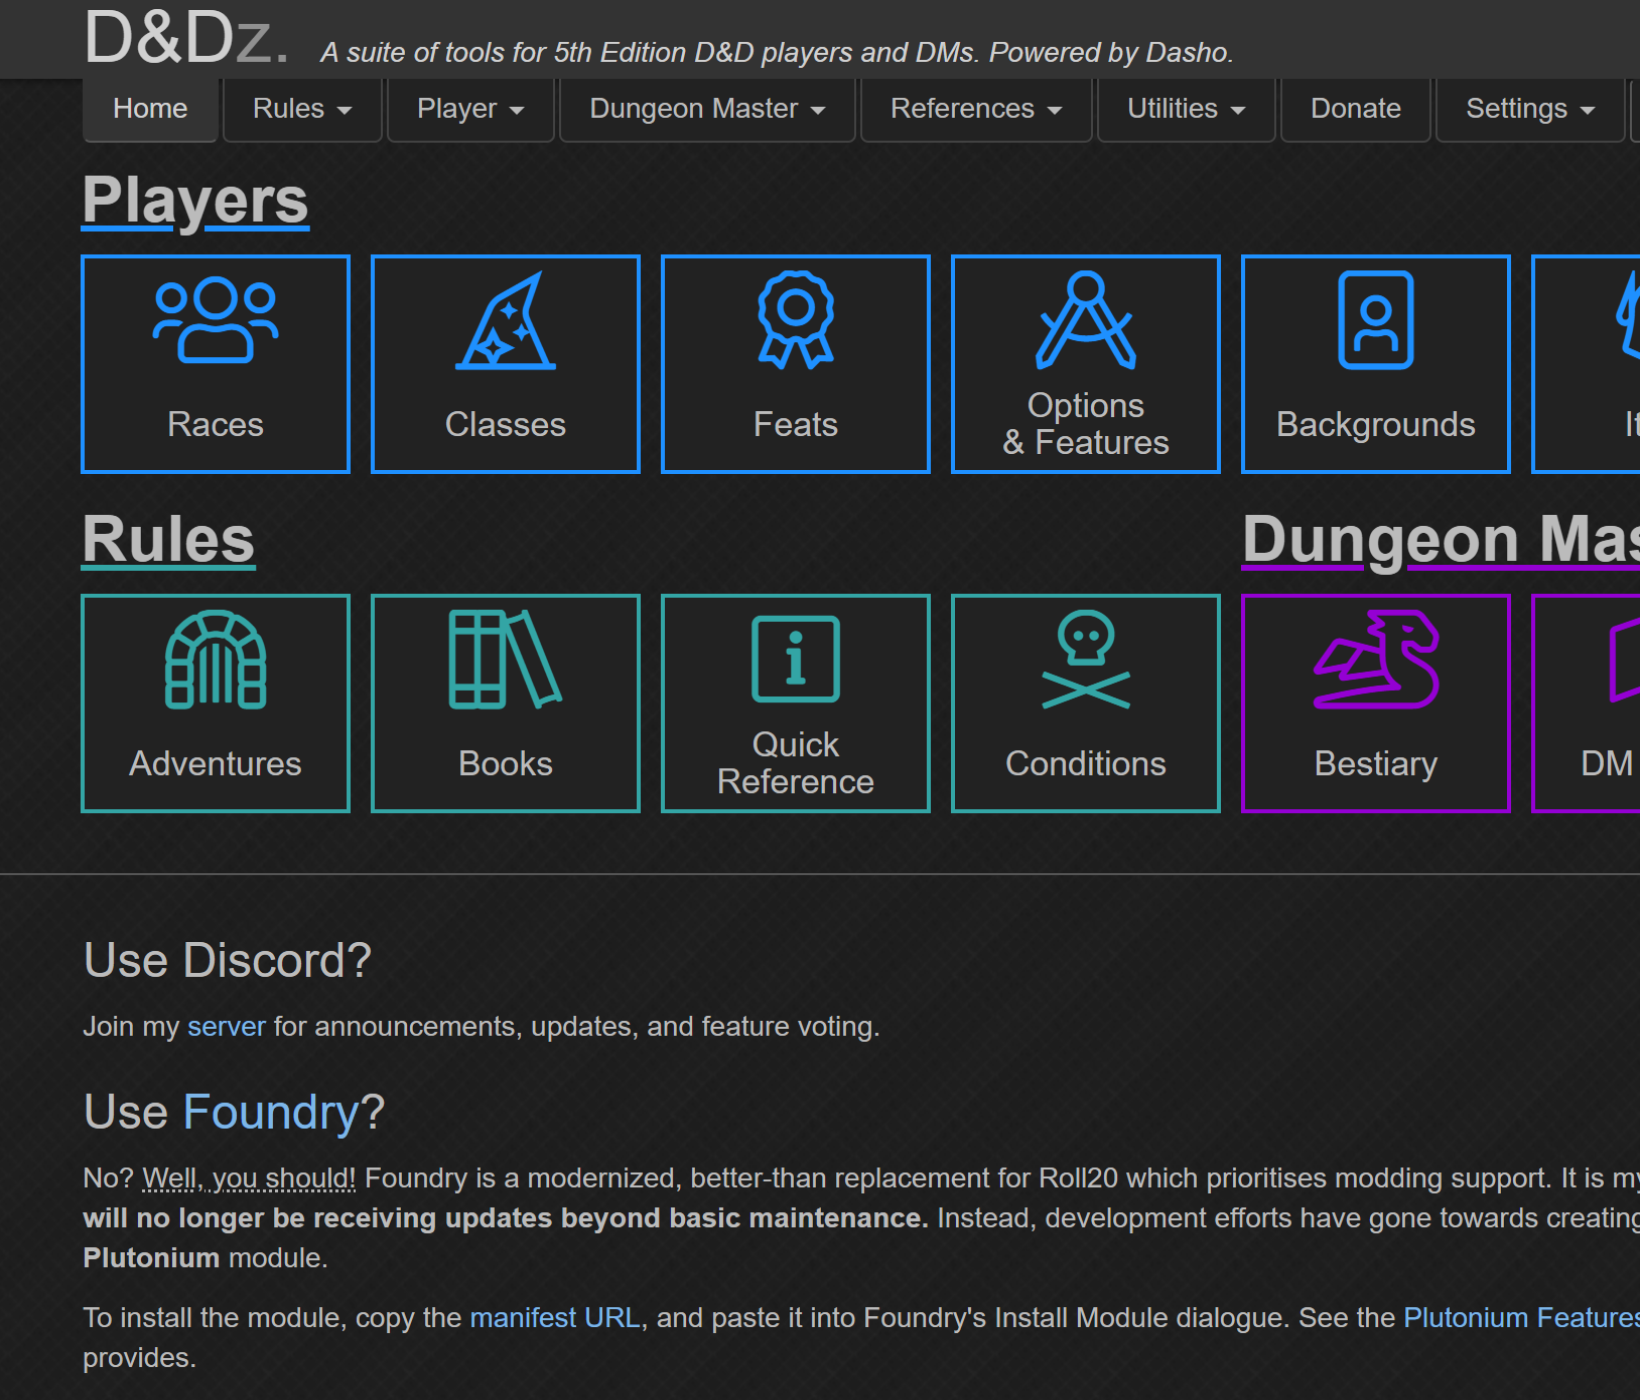 D&Dz. A suite of tools for 5th Edition D&D players and DMs. Powered by Dasho.
Home Rules Player Dungeon Master References Utilities Donate Settings
Players
Races Classes Feats Options & Features Backgrounds
Rules Dungeon
Adventures Books Quick Reference Conditions Bestiary DM
Use Discord?
Join my server for announcements, updates, and feature voting.
Use Foundry?
No? Well, you should! Foundry is a modernized, better-than replacement for Roll20 which prioritises modding support. It is my
will no longer be receiving updates beyond basic maintenance. Instead, development efforts have gone towards creating
Plutonium module.
To install the module, copy the manifest URL, and paste it into Foundry's Install Module dialogue. See the Plutonium Features
provides.